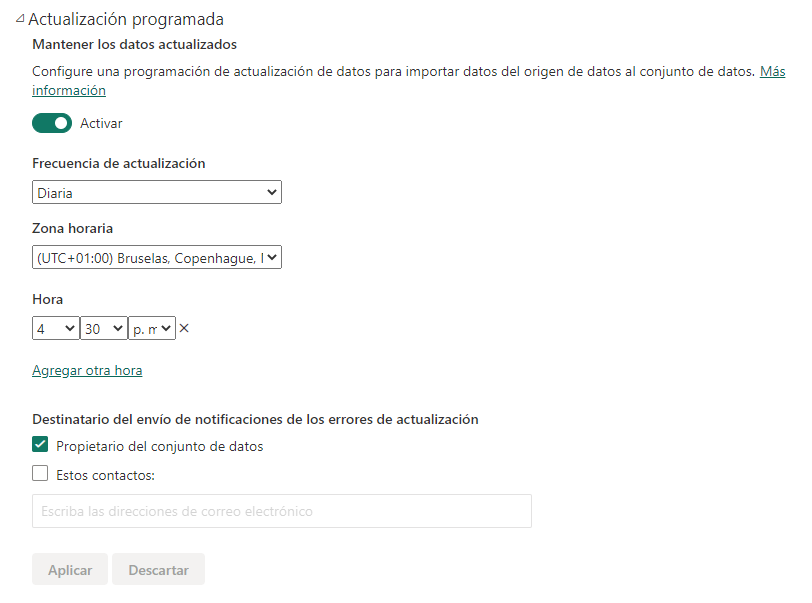 Actualización programada
Mantener los datos actualizados
Configure una programación de actualización de datos para importar datos del origen de datos al conjunto de datos. Más
información
Activar
Frecuencia de actualización
Diaria
Zona horaria
(UTC+01:00) Bruselas, Copenhague,
Hora
4 30 p. m
Agregar otra hora
Destinatario del envío de notificaciones de los errores de actualización
Propietario del conjunto de datos
Estos contactos:
Escriba las direcciones de correo electrónico
Aplicar Descartar